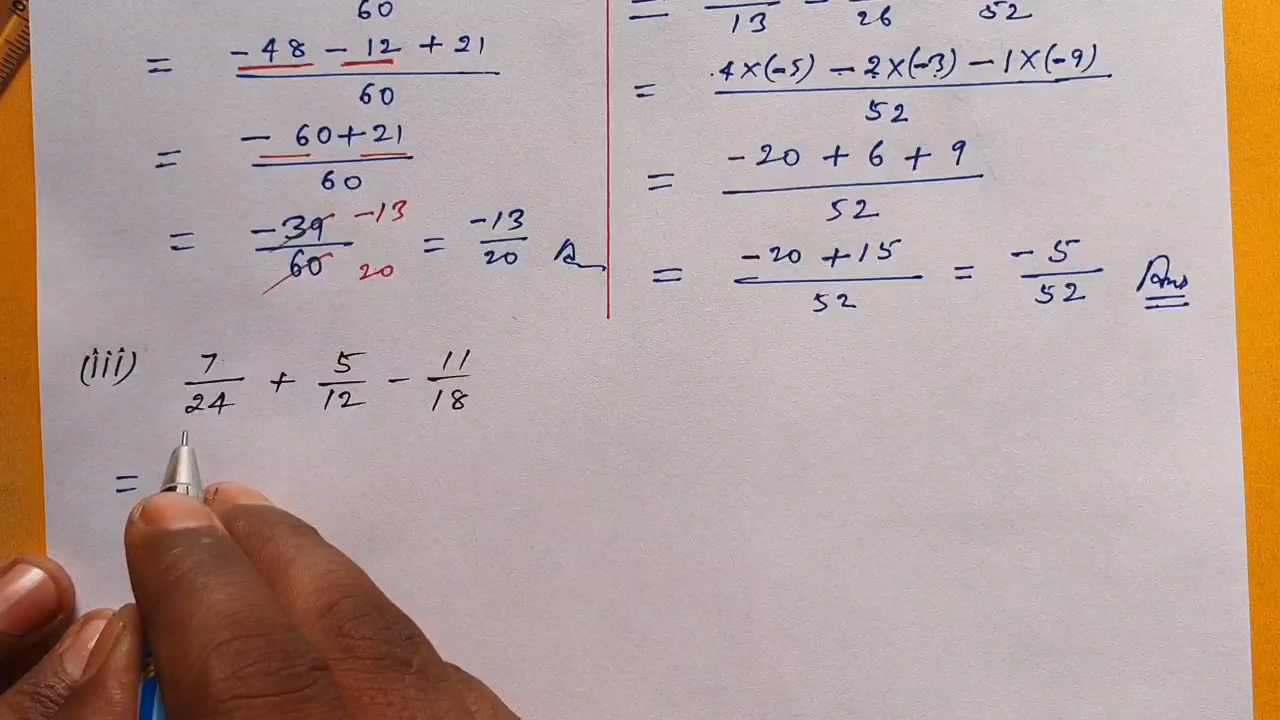 60
= -48 - 12 + 21
60
= -60+21
60
= -39 -13 = -13 A
60 20 20
= 13 - 26 52
= 4×(-5) - 2×(-3) - 1×(-9)
52
= -20 + 6 + 9
52
= -20 +15 = -5 Ans
52 52
(iii) 7 + 5 - 11
24 12 18
=